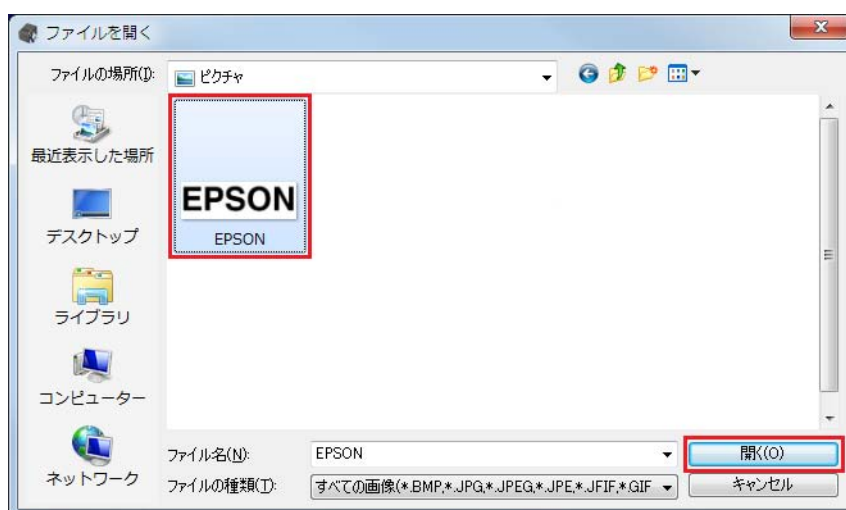 ファイルを開く
ファイルの場所(I):
ピクチャ
最近表示した場所
デスクトップ
ライブラリ
コンピューター
ネットワーク
EPSON
EPSON
ファイル名(N):
EPSON
開く(O)
ファイルの種類(T):
すべての画像(*.BMP,*.JPG,*.JPEG,*.JPE,*.JFIF,*.GIF
キャンセル